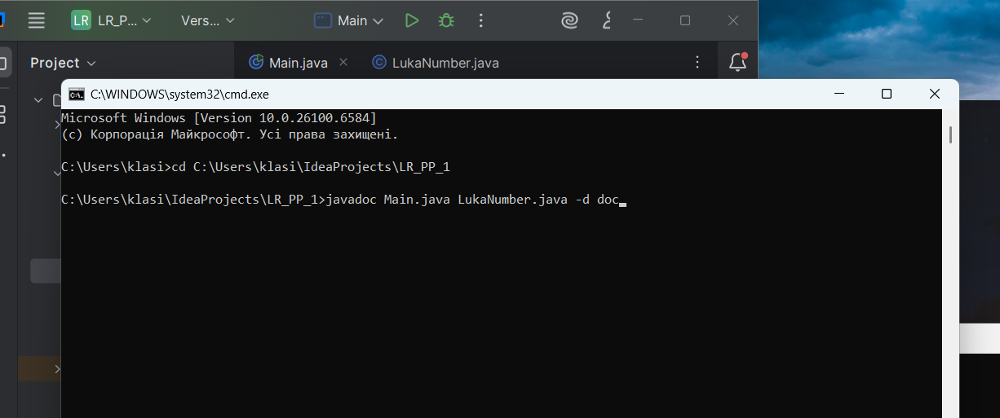 LR LR_P... Vers... Main
Project Main.java LukaNumber.java
C:\WINDOWS\system32\cmd.exe
Microsoft Windows [Version 10.0.26100.6584]
(c) Корпорація Майкрософт. Усі права захищені.
C:\Users\klasi>cd C:\Users\klasi\IdeaProjects\LR_PP_1
C:\Users\klasi\IdeaProjects\LR_PP_1>javadoc Main.java LukaNumber.java -d doc